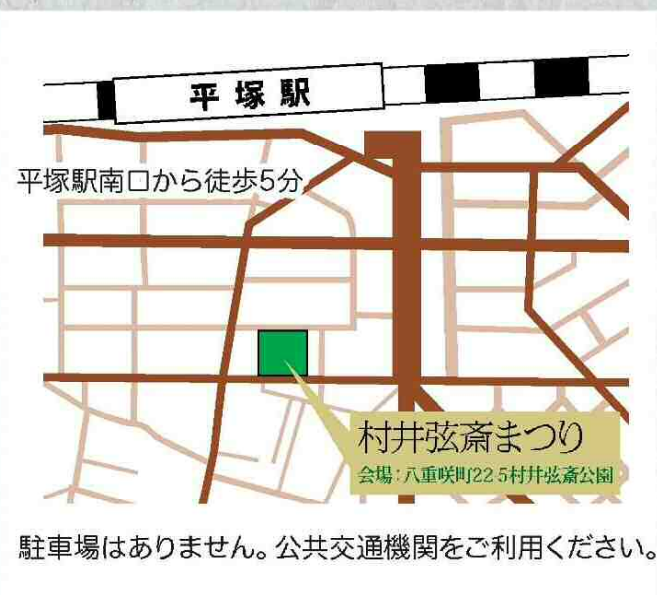 平塚駅
平塚駅南口から徒歩5分
村井弦斎まつり
会場：八重咲町22 5村井弦斎公園
駐車場はありません。公共交通機関をご利用ください。